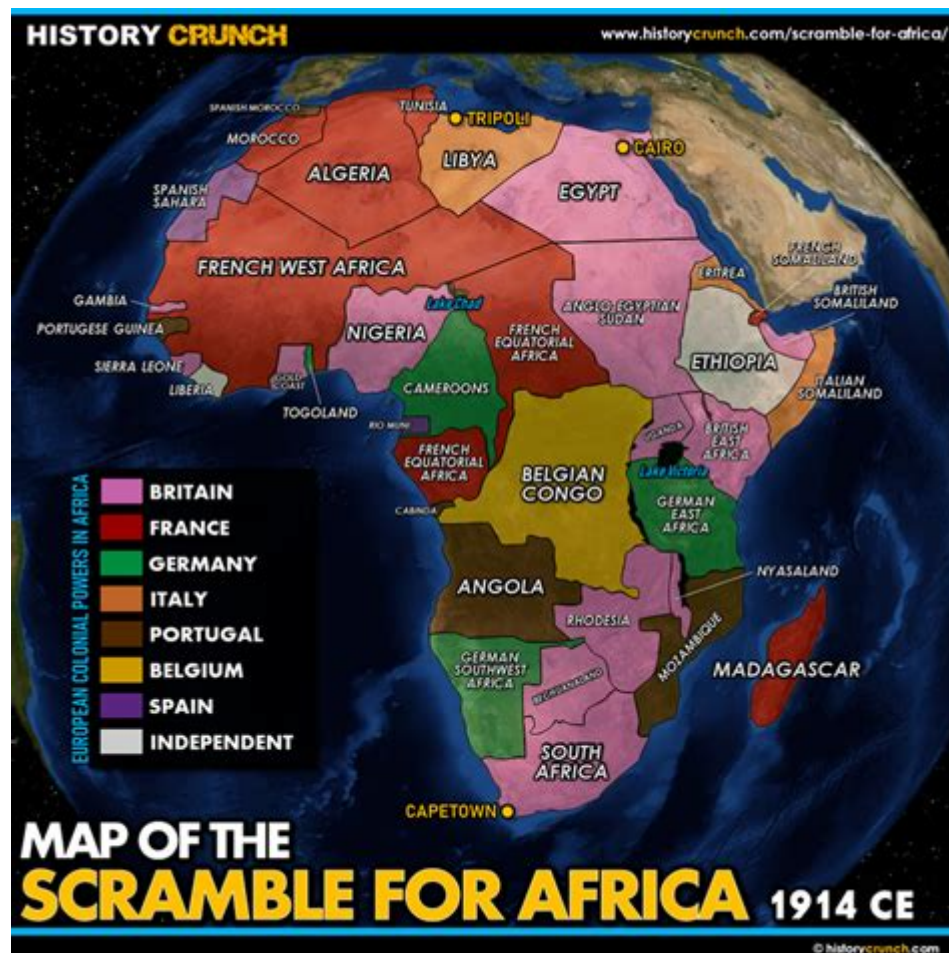 HISTORY CRUNCH
www.historycrunch.com/scramble-for-africa/
SPANISH MOROCCO
TUNISIA
TRIPOLI
MOROCCO
CAIRO
ALGERIA
LIBYA
SPANISH
SAHARA
EGYPT
FRENCH WEST AFRICA
FRENCH
SOMALILAND
ERITREA
BRITISH
SOMALILAND
GAMBIA
Lake Chad
ANGLO-EGYPTIAN
SUDAN
PORTUGESE GUINEA
NIGERIA
FRENCH
EQUATORIAL
AFRICA
SIERRA LEONE
ETHIOPIA
LIBERIA
GOLD
COAST
CAMEROONS
ITALIAN
SOMALILAND
TOGOLAND
RIO MUNI
UGANDA
BRITISH
EAST
AFRICA
FRENCH
EQUATORIAL
AFRICA
BELGIAN
CONGO
Lake Victoria
CABINDA
GERMAN
EAST
AFRICA
EUROPEAN COLONIAL POWERS IN AFRICA
BRITAIN
FRANCE
GERMANY
ITALY
PORTUGAL
BELGIUM
SPAIN
INDEPENDENT
ANGOLA
NYASALAND
RHODESIA
MOZAMBIQUE
GERMAN
SOUTHWEST
AFRICA
MADAGASCAR
BECHUANALAND
SOUTH
AFRICA
CAPETOWN
MAP OF THE
SCRAMBLE FOR AFRICA 1914 CE
© historycrunch.com